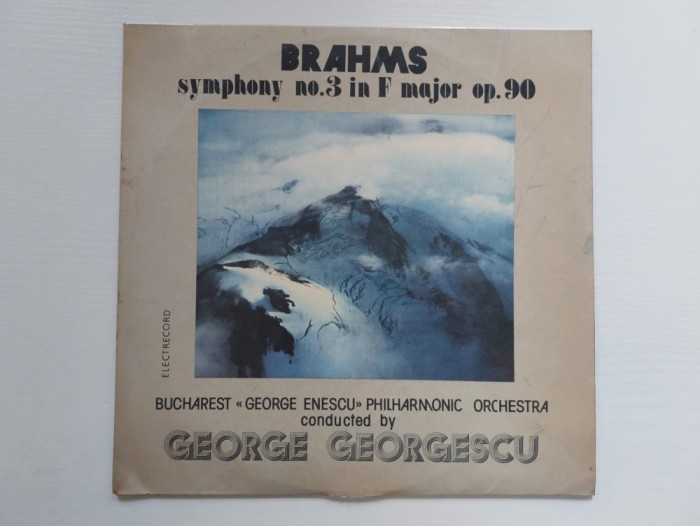 BRAHMS
symphony no.3 in F major op.90
ELECTRECORD
BUCHAREST «GEORGE ENESCU» PHILHARMONIC ORCHESTRA
conducted by
GEORGE GEORGESCU